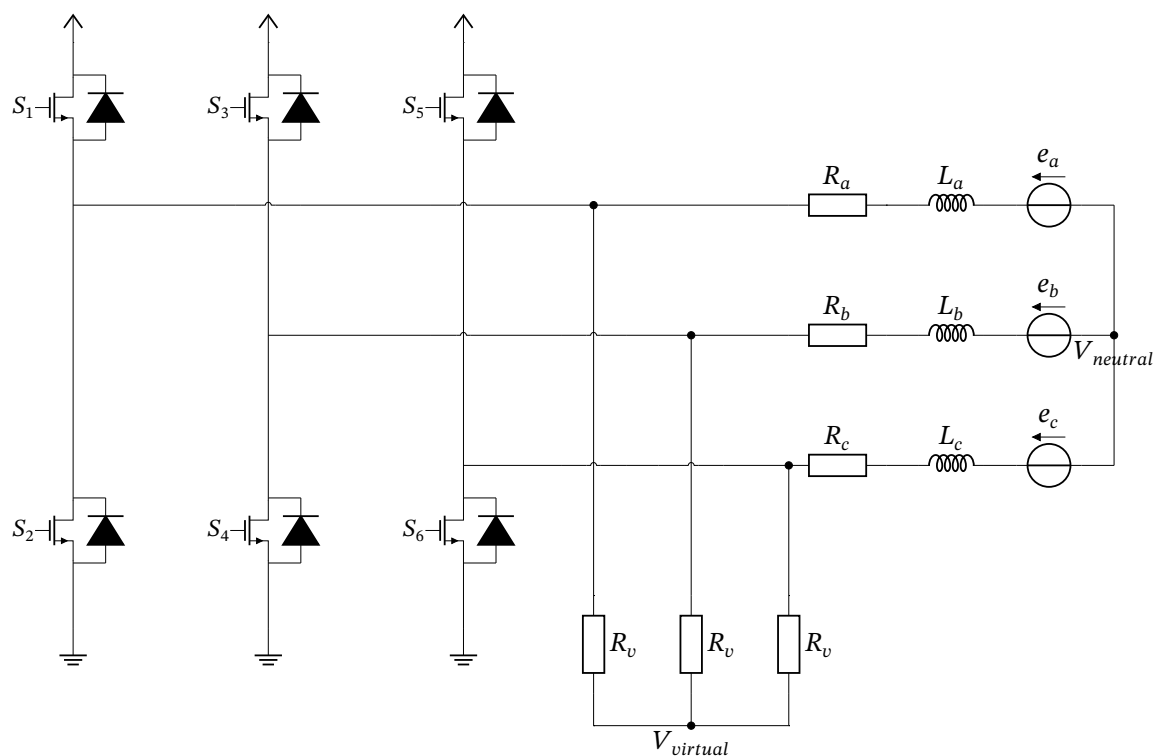 S1
S3
S5
ea
Ra
La
eb
Rb
Lb
Vneutral
ec
Rc
Lc
S2
S4
S6
Rv
Rv
Rv
Vvirtual